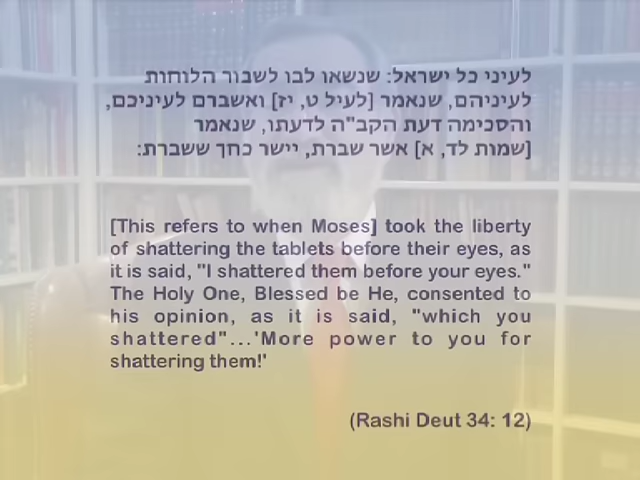 לעיני כל ישראל: שנשאו לבו לשבור הלוחות
לעיניהם, שנאמר [לעיל ט, יז] ואשברם לעיניכם,
והסכימה דעת הקב"ה לדעתו, שנאמר
[שמות לד, א] אשר שברת, יישר כחך ששברת:
[This refers to when Moses] took the liberty
of shattering the tablets before their eyes, as
it is said, "I shattered them before your eyes."
The Holy One, Blessed be He, consented to
his opinion, as it is said, "which you
shattered"...'More power to you for
shattering them!'
(Rashi Deut 34: 12)